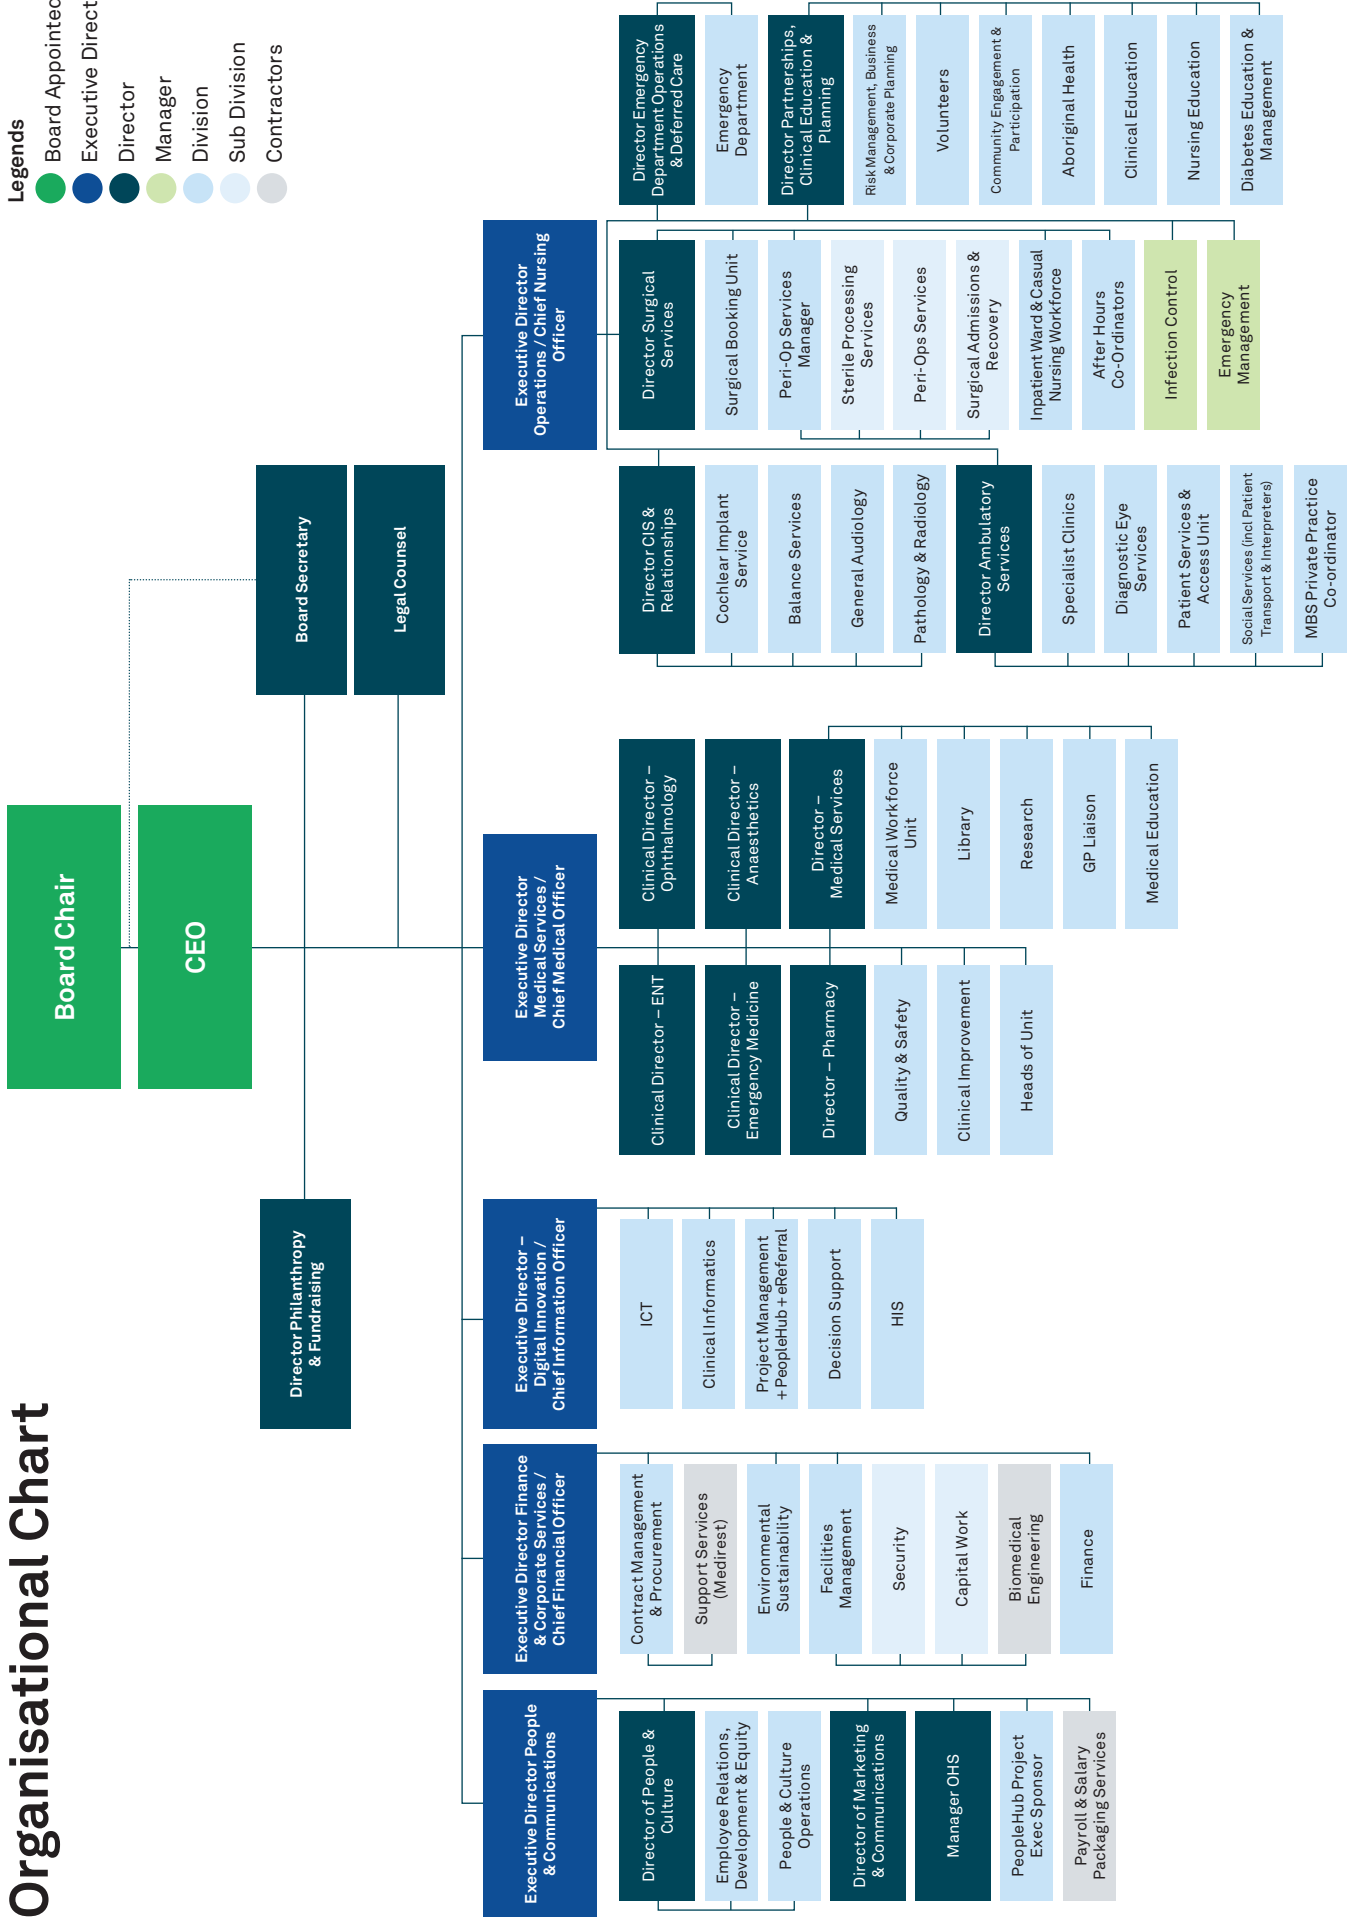 Organisational Chart
Legends
Board Appointed
Executive Direct
Director
Manager
Division
Sub Division
Contractors
Board Chair
CEO
Director Philanthropy
& Fundraising
Board Secretary
Legal Counsel
Executive Director People
& Communications
Director of People &
Culture
Employee Relations,
Development & Equity
People & Culture
Operations
Director of Marketing
& Communications
Manager OHS
PeopleHub Project
Exec Sponsor
Payroll & Salary
Packaging Services
Executive Director Finance
& Corporate Services /
Chief Financial Officer
Contract Management
& Procurement
Support Services
(Medirest)
Environmental
Sustainability
Facilities
Management
Security
Capital Work
Biomedical
Engineering
Finance
Executive Director –
Digital Innovation /
Chief Information Officer
ICT
Clinical Informatics
Project Management
+ PeopleHub + eReferral
Decision Support
HIS
Executive Director
Medical Services /
Chief Medical Officer
Clinical Director – ENT
Clinical Director –
Emergency Medicine
Director – Pharmacy
Quality & Safety
Clinical Improvement
Heads of Unit
Clinical Director –
Ophthalmology
Clinical Director –
Anaesthetics
Director –
Medical Services
Medical Workforce
Unit
Library
Research
GP Liaison
Medical Education
Executive Director
Operations / Chief Nursing
Officer
Director CIS &
Relationships
Cochlear Implant
Service
Balance Services
General Audiology
Pathology & Radiology
Director Ambulatory
Services
Specialist Clinics
Diagnostic Eye
Services
Patient Services &
Access Unit
Social Services (incl Patient
Transport & Interpreters)
MBS Private Practice
Co-ordinator
Director Surgical
Services
Surgical Booking Unit
Peri-Op Services
Manager
Sterile Processing
Services
Peri-Ops Services
Surgical Admissions &
Recovery
Inpatient Ward & Casual
Nursing Workforce
After Hours
Co-Ordinators
Infection Control
Emergency
Management
Director Emergency
Department Operations
& Deferred Care
Emergency
Department
Director Partnerships,
Clinical Education &
Planning
Risk Management, Business
& Corporate Planning
Volunteers
Community Engagement &
Participation
Aboriginal Health
Clinical Education
Nursing Education
Diabetes Education &
Management